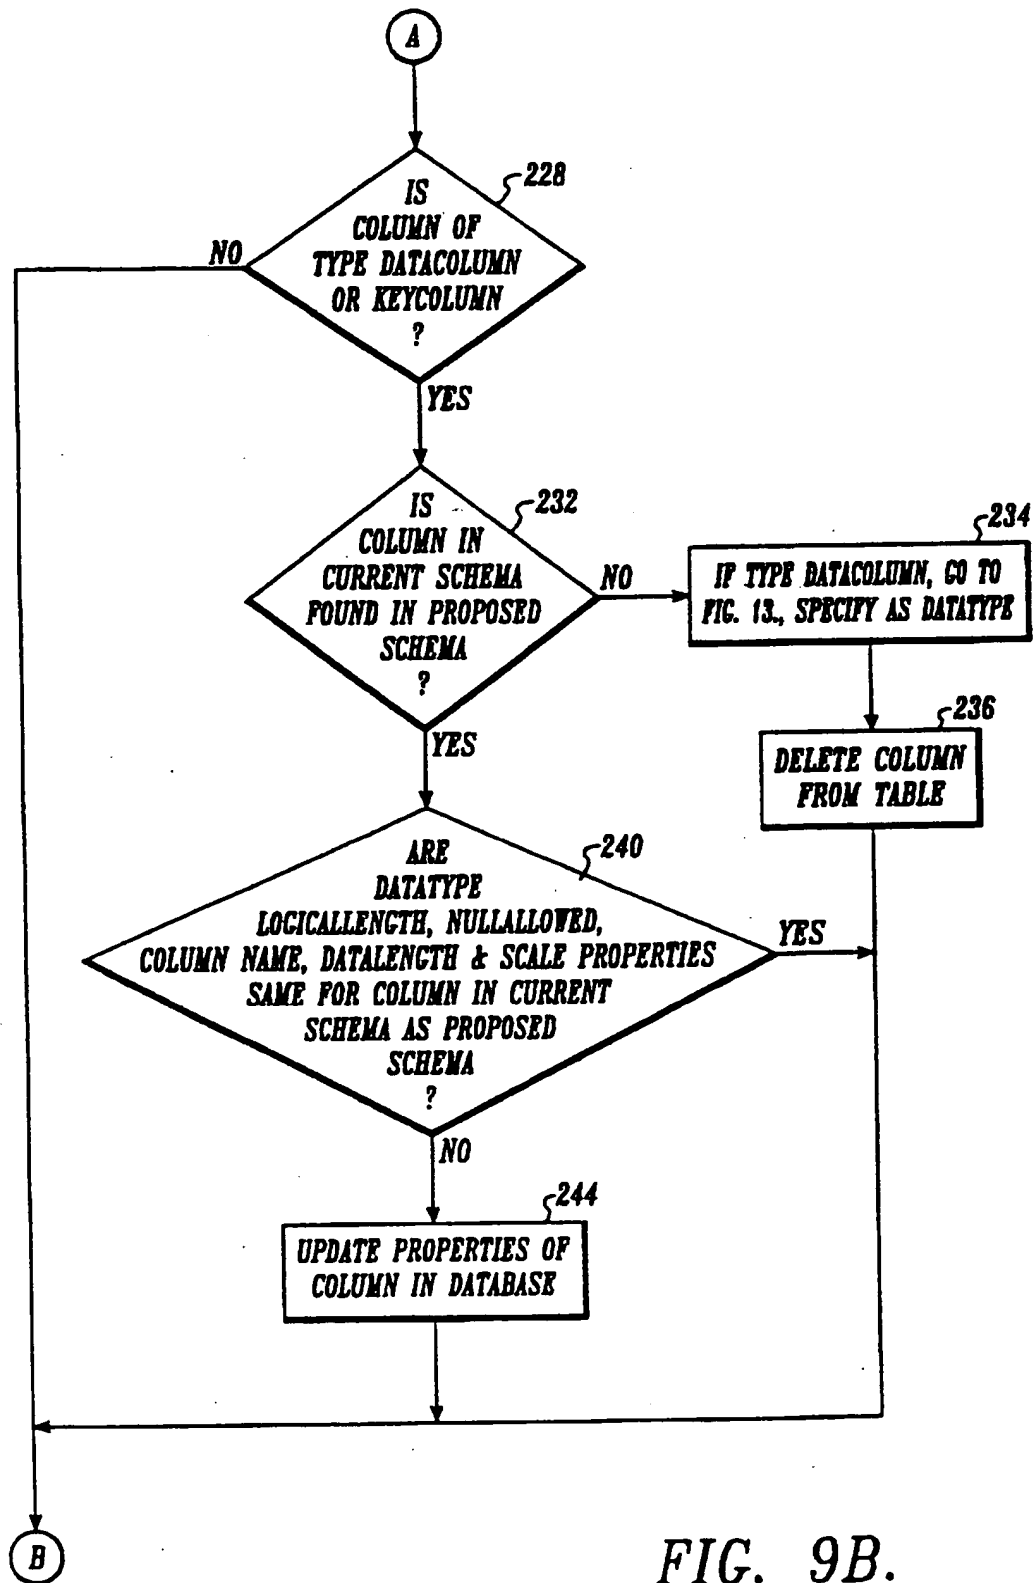 A
228
IS
COLUMN OF
TYPE DATACOLUMN
OR KEYCOLUMN
?
NO
YES
232
IS
COLUMN IN
CURRENT SCHEMA
FOUND IN PROPOSED
SCHEMA
?
NO
YES
234
IF TYPE DATACOLUMN, GO TO
FIG. 13., SPECIFY AS DATATYPE
236
DELETE COLUMN
FROM TABLE
240
ARE
DATATYPE
LOGICALLENGTH, NULLALLOWED,
COLUMN NAME, DATALENGTH & SCALE PROPERTIES
SAME FOR COLUMN IN CURRENT
SCHEMA AS PROPOSED
SCHEMA
?
YES
NO
244
UPDATE PROPERTIES OF
COLUMN IN DATABASE
B
FIG. 9B.